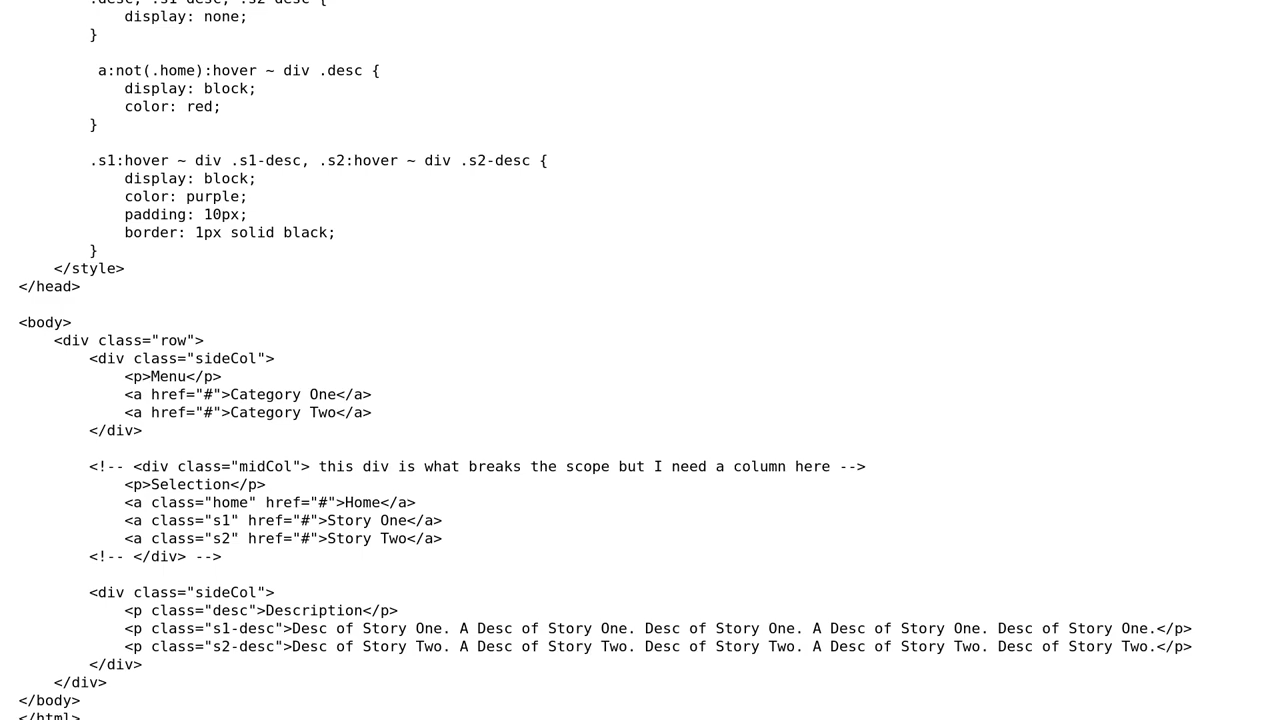 .desc, .s1-desc, .s2-desc {
display: none;
}
a:not(.home):hover ~ div .desc {
display: block;
color: red;
}
.s1:hover ~ div .s1-desc, .s2:hover ~ div .s2-desc {
display: block;
color: purple;
padding: 10px;
border: 1px solid black;
}
</style>
</head>
<body>
<div class="row">
<div class="sideCol">
<p>Menu</p>
<a href="#">Category One</a>
<a href="#">Category Two</a>
</div>
<!-- <div class="midCol"> this div is what breaks the scope but I need a column here -->
<p>Selection</p>
<a class="home" href="#">Home</a>
<a class="s1" href="#">Story One</a>
<a class="s2" href="#">Story Two</a>
<!-- </div> -->
<div class="sideCol">
<p class="desc">Description</p>
<p class="s1-desc">Desc of Story One. A Desc of Story One. Desc of Story One. A Desc of Story One. Desc of Story One.</p>
<p class="s2-desc">Desc of Story Two. A Desc of Story Two. Desc of Story Two. A Desc of Story Two. Desc of Story Two.</p>
</div>
</div>
</body>
</html>